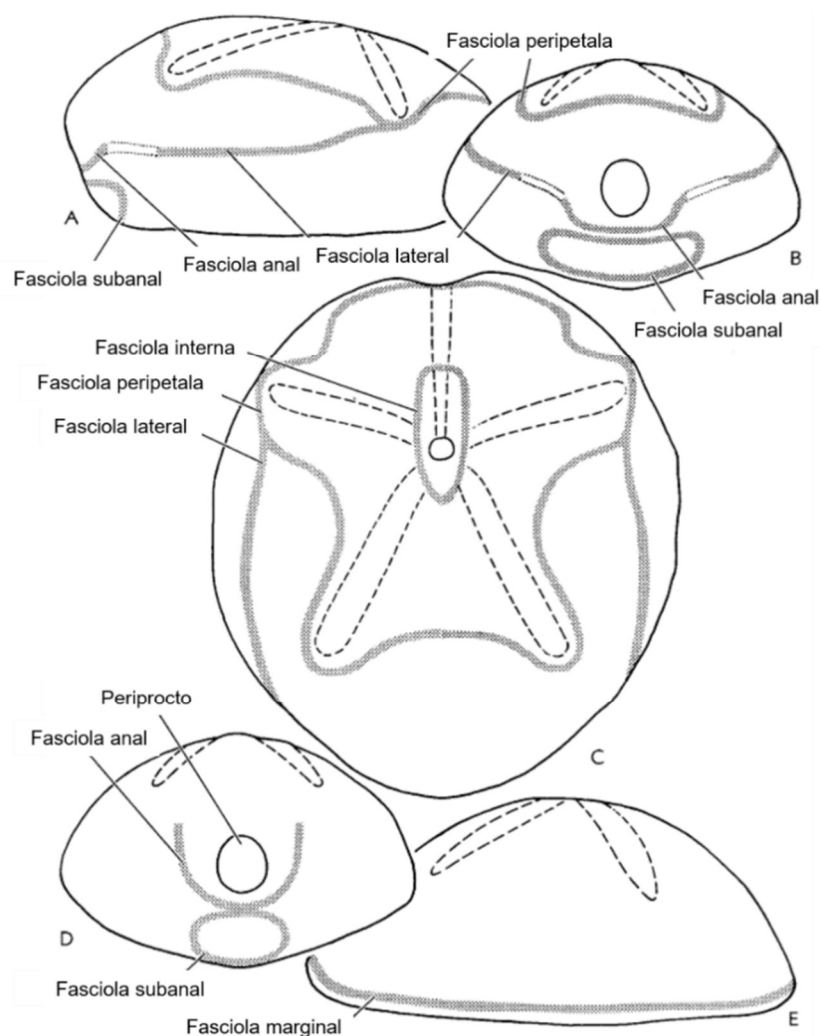 Fasciola peripetala
A
B
Fasciola subanal
Fasciola anal
Fasciola lateral
Fasciola anal
Fasciola subanal
Fasciola interna
Fasciola peripetala
Fasciola lateral
C
Periprocto
Fasciola anal
D
Fasciola subanal
Fasciola marginal
E